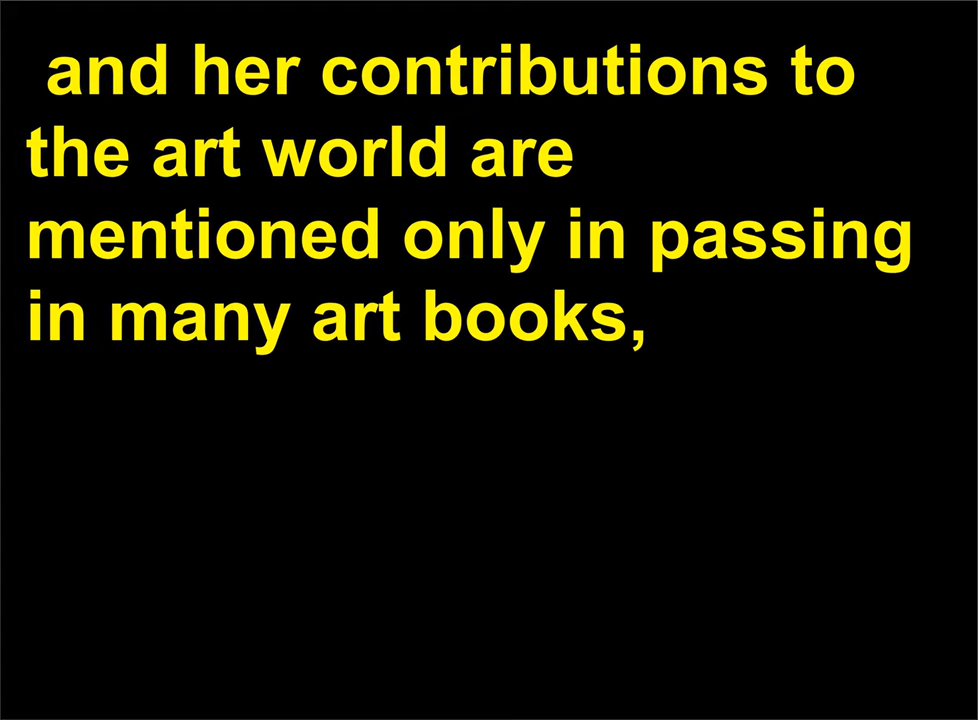 and her contributions to
the art world are
mentioned only in passing
in many art books,